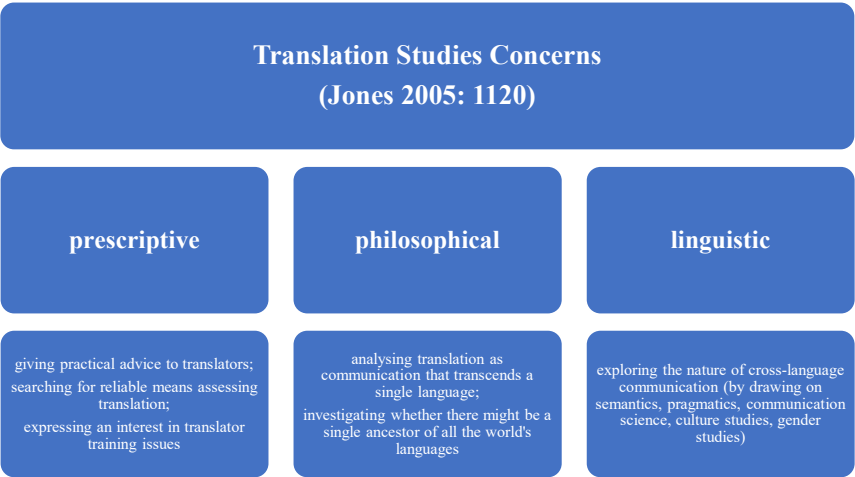 Translation Studies Concerns
(Jones 2005: 1120)
prescriptive
philosophical
linguistic
giving practical advice to translators;
searching for reliable means assessing
translation;
expressing an interest in translator
training issues
analysing translation as
communication that transcends a
single language;
investigating whether there might be a
single ancestor of all the world's
languages
exploring the nature of cross-language
communication (by drawing on
semantics, pragmatics, communication
science, culture studies, gender
studies)